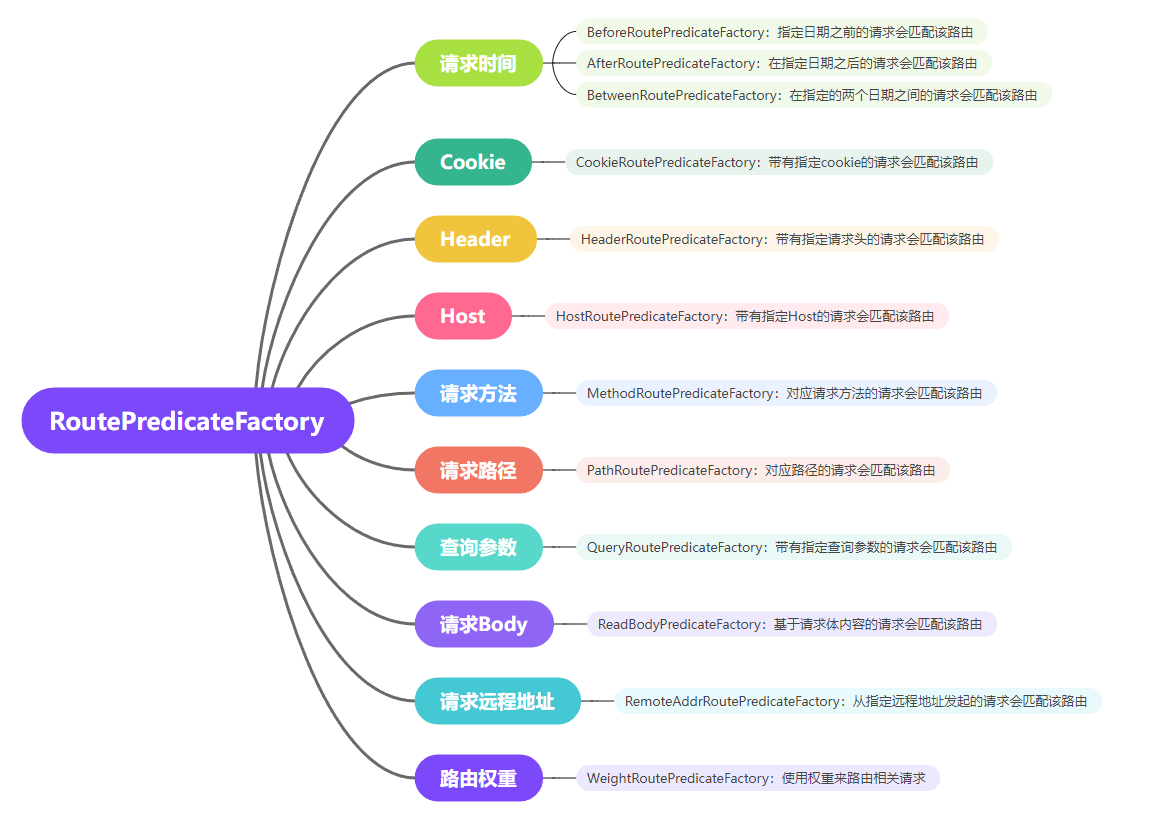 RoutePredicateFactory
请求时间
BeforeRoutePredicateFactory：指定日期之前的请求会匹配该路由
AfterRoutePredicateFactory：在指定日期之后的请求会匹配该路由
BetweenRoutePredicateFactory：在指定的两个日期之间的请求会匹配该路由
Cookie
CookieRoutePredicateFactory：带有指定cookie的请求会匹配该路由
Header
HeaderRoutePredicateFactory：带有指定请求头的请求会匹配该路由
Host
HostRoutePredicateFactory：带有指定Host的请求会匹配该路由
请求方法
MethodRoutePredicateFactory：对应请求方法的请求会匹配该路由
请求路径
PathRoutePredicateFactory：对应路径的请求会匹配该路由
查询参数
QueryRoutePredicateFactory：带有指定查询参数的请求会匹配该路由
请求Body
ReadBodyPredicateFactory：基于请求体内容的请求会匹配该路由
请求远程地址
RemoteAddrRoutePredicateFactory：从指定远程地址发起的请求会匹配该路由
路由权重
WeightRoutePredicateFactory：使用权重来路由相关请求